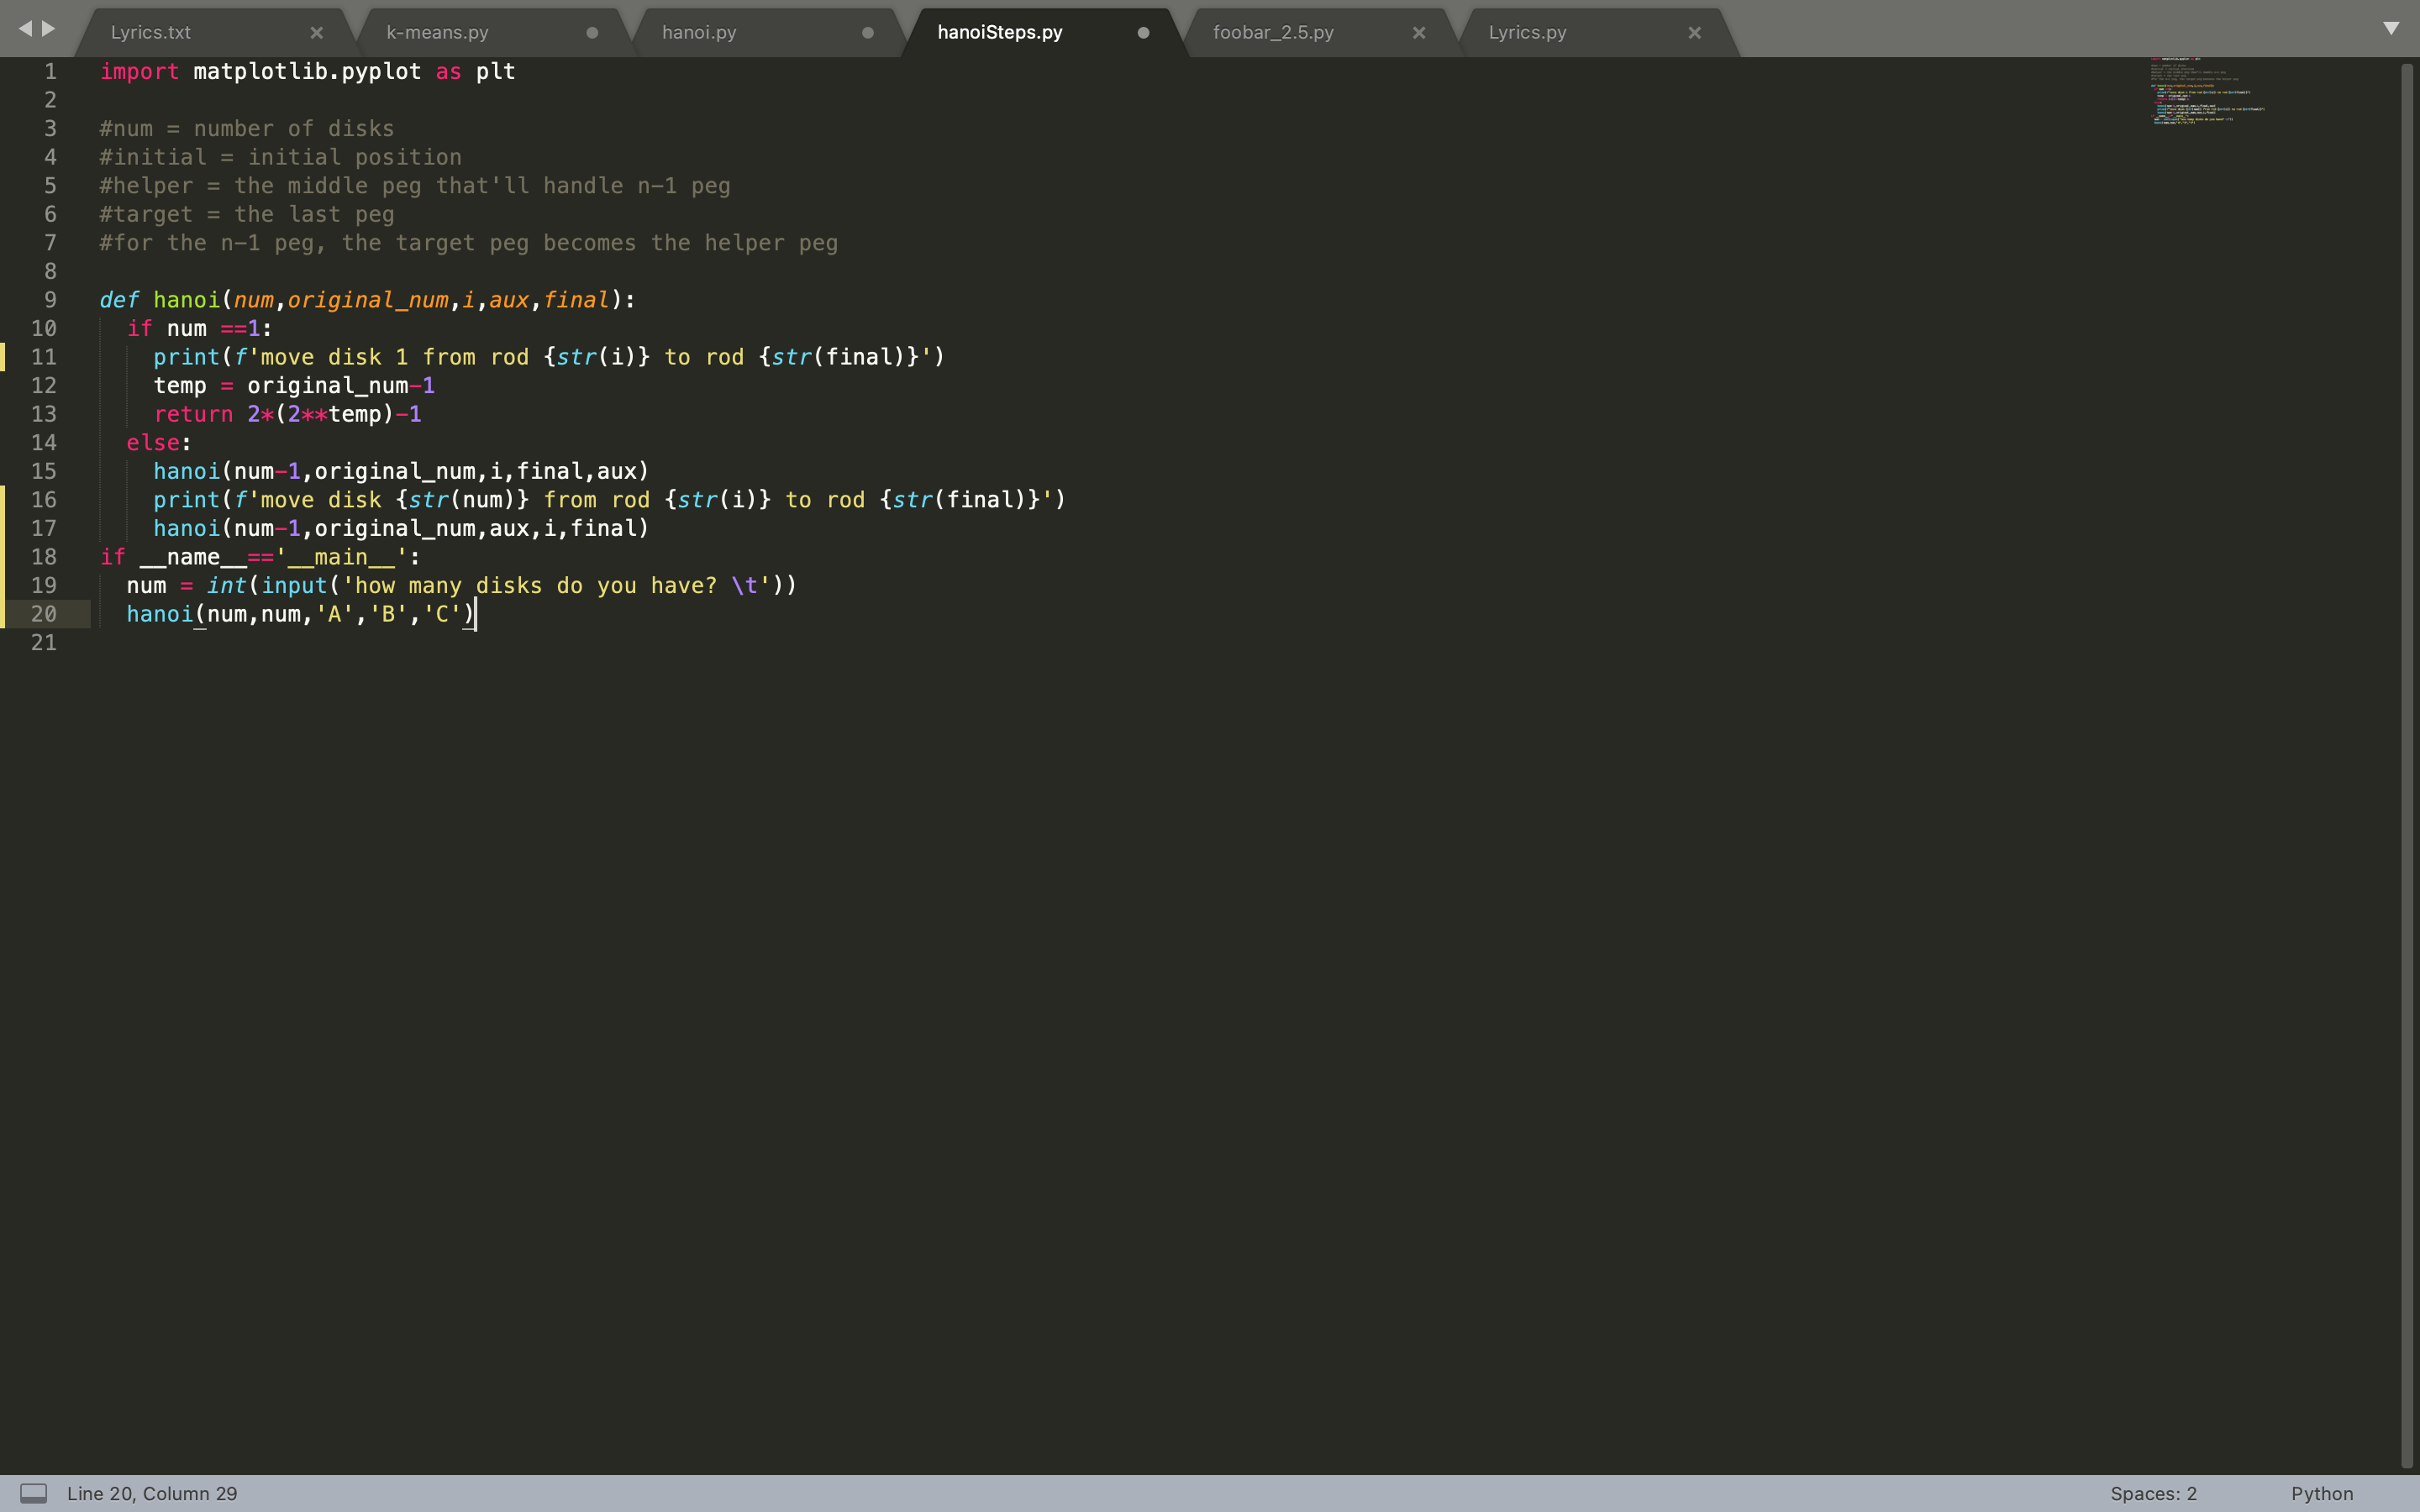 Lyrics.txt k-means.py hanoi.py hanoiSteps.py foobar_2.5.py Lyrics.py
1 import matplotlib.pyplot as plt
2
3 #num = number of disks
4 #initial = initial position
5 #helper = the middle peg that'll handle n-1 peg
6 #target = the last peg
7 #for the n-1 peg, the target peg becomes the helper peg
8
9 def hanoi(num,original_num,i,aux,final):
10   if num ==1:
11     print(f'move disk 1 from rod {str(i)} to rod {str(final)}')
12     temp = original_num-1
13     return 2*(2**temp)-1
14   else:
15     hanoi(num-1,original_num,i,final,aux)
16     print(f'move disk {str(num)} from rod {str(i)} to rod {str(final)}')
17     hanoi(num-1,original_num,aux,i,final)
18 if __name__=='__main__':
19   num = int(input('how many disks do you have? \t'))
20   hanoi(num,num,'A','B','C')
21
Line 20, Column 29 Spaces: 2 Python